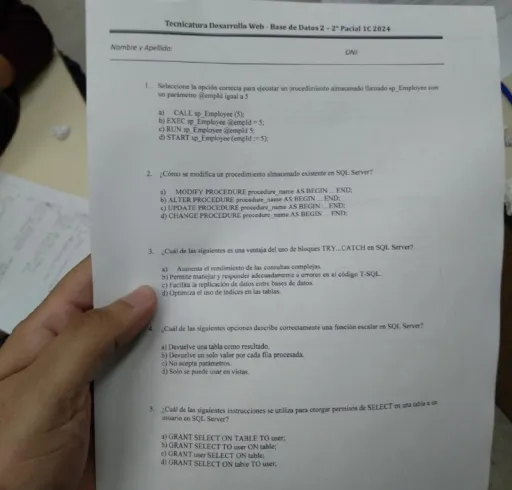 Tecnicatura Desarrollo Web - Base de Datos 2 - 2° Pacial 1C 2024
Nombre y Apellido: DNI:
1. Seleccione la opción correcta para ejecutar un procedimiento almacenado llamado sp_Employee con
un parámetro @empId igual a 5
a) CALL sp_Employee (5);
b) EXEC sp_Employee @empId = 5;
c) RUN sp_Employee @empId 5;
d) START sp_Employee (empId := 5);
2. ¿Cómo se modifica un procedimiento almacenado existente en SQL Server?
a) MODIFY PROCEDURE procedure_name AS BEGIN ... END;
b) ALTER PROCEDURE procedure_name AS BEGIN ... END;
c) UPDATE PROCEDURE procedure_name AS BEGIN ... END;
d) CHANGE PROCEDURE procedure_name AS BEGIN ... END;
3. ¿Cuál de las siguientes es una ventaja del uso de bloques TRY...CATCH en SQL Server?
a) Aumenta el rendimiento de las consultas complejas.
b) Permite manejar y responder adecuadamente a errores en el código T-SQL.
c) Facilita la replicación de datos entre bases de datos.
d) Optimiza el uso de índices en las tablas.
4. ¿Cuál de las siguientes opciones describe correctamente una función escalar en SQL Server?
a) Devuelve una tabla como resultado.
b) Devuelve un solo valor por cada fila procesada.
c) No acepta parámetros.
d) Solo se puede usar en vistas.
5. ¿Cuál de las siguientes instrucciones se utiliza para otorgar permisos de SELECT en una tabla a un
usuario en SQL Server?
a) GRANT SELECT ON TABLE TO user;
b) GRANT SELECT TO user ON table;
c) GRANT user SELECT ON table;
d) GRANT SELECT ON table TO user;